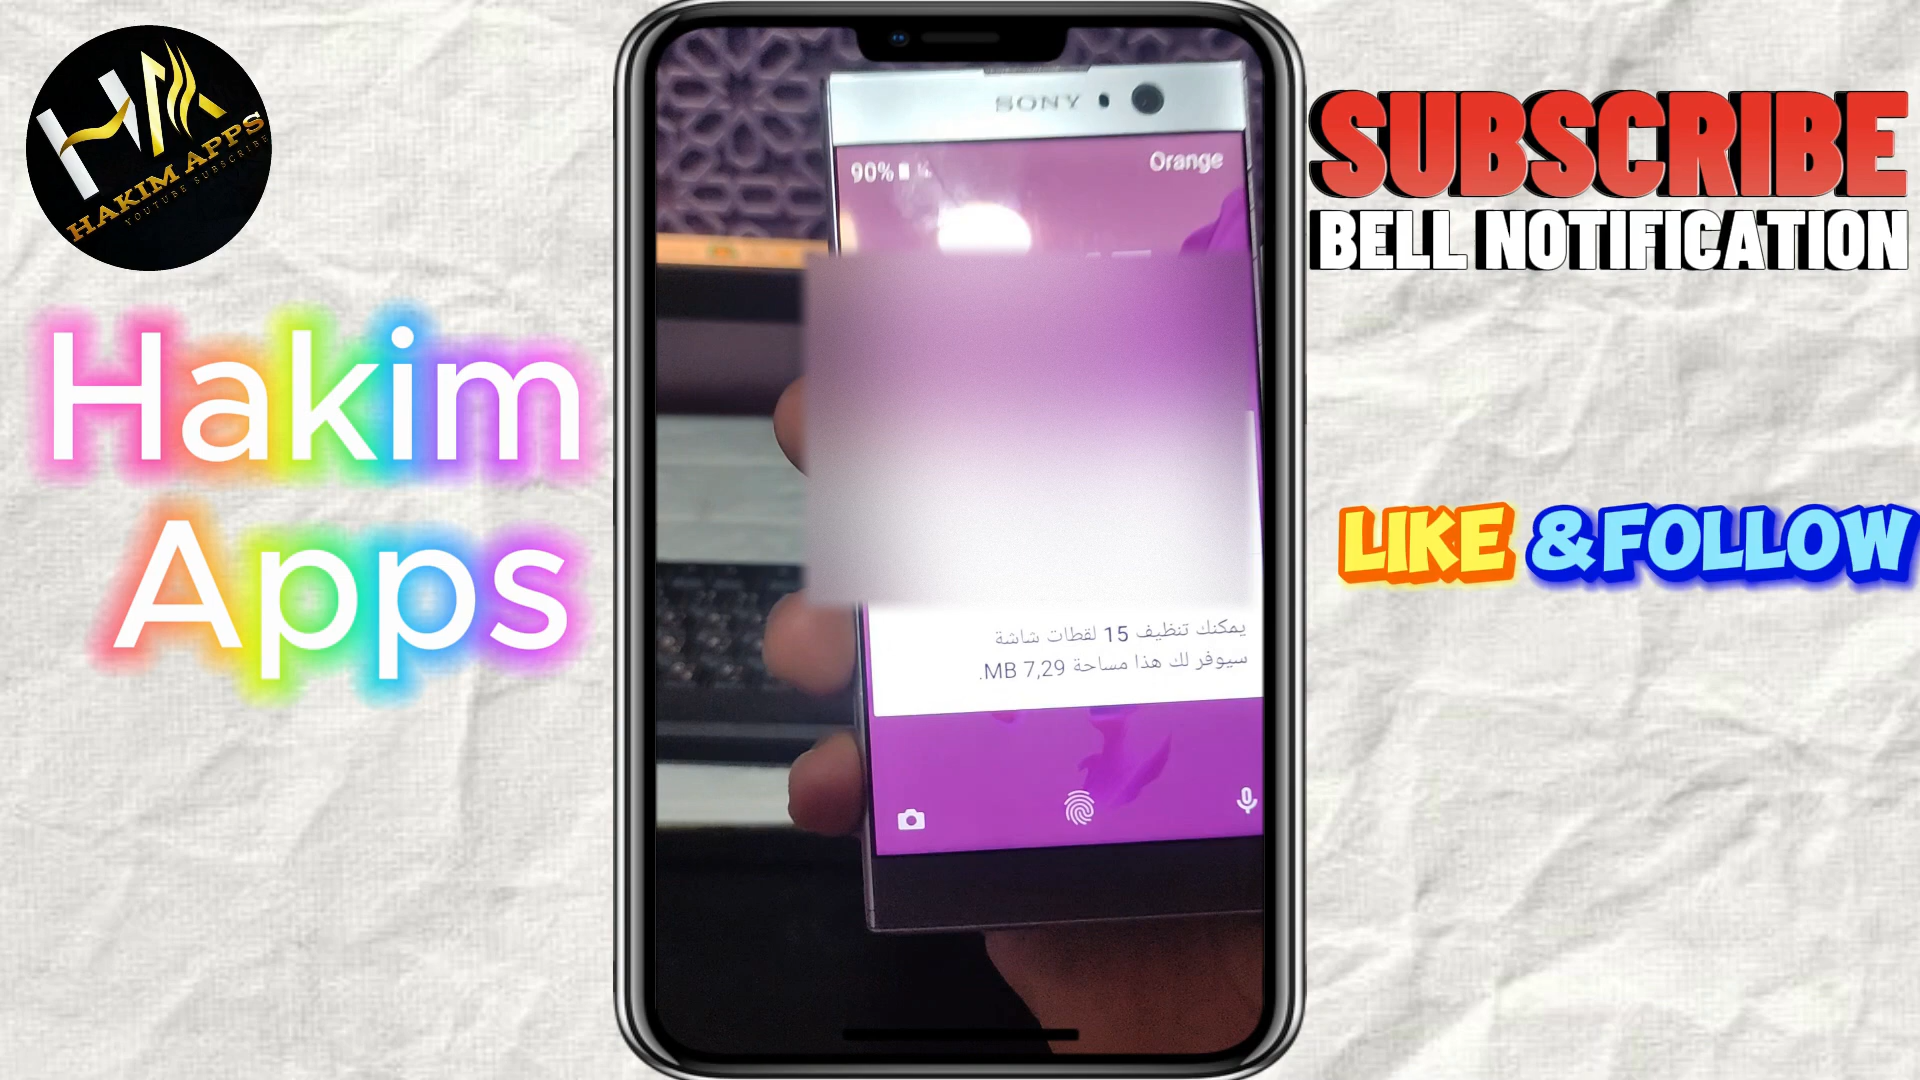 HAKIM APPS
YOUTUBE SUBSCRIBE
Hakim
Apps
SONY
90%
Orange
يمكنك تنظيف 15 لقطات شاشة
سيوفر لك هذا مساحة 7,29 MB.
SUBSCRIBE
BELL NOTIFICATION
LIKE &FOLLOW